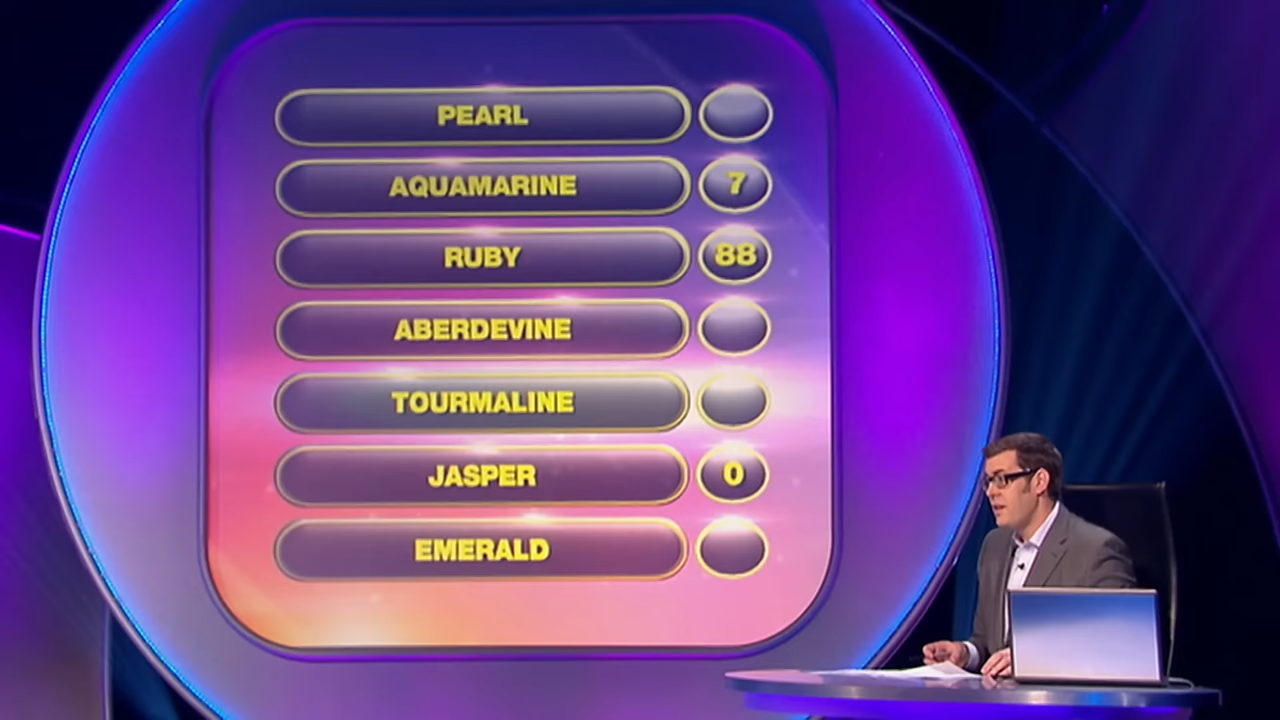 PEARL
AQUAMARINE 7
RUBY 88
ABERDEVINE
TOURMALINE
JASPER 0
EMERALD